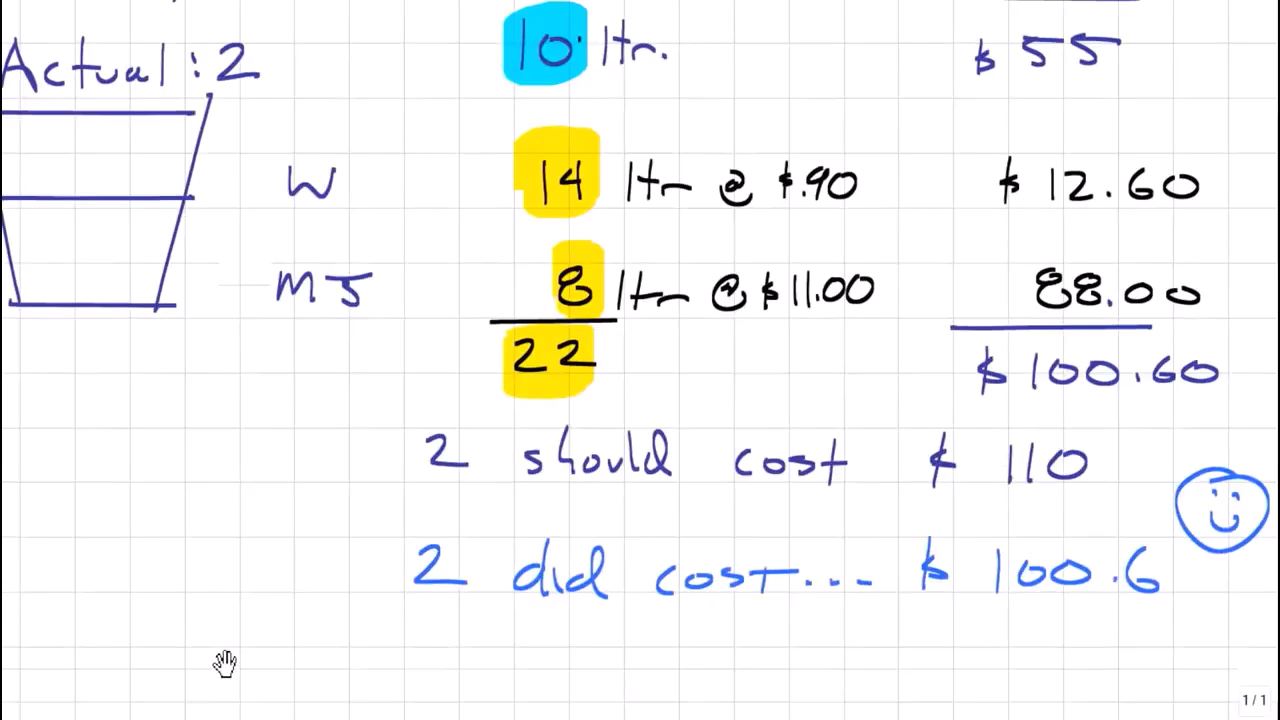 10 ltr. $ 55
Actual : 2
W 14 ltr @ $.90 $ 12.60
MJ 8 ltr @ $11.00 88.00
22 $ 100.60
2 should cost $ 110
2 did cost... $ 100.6
1 / 1